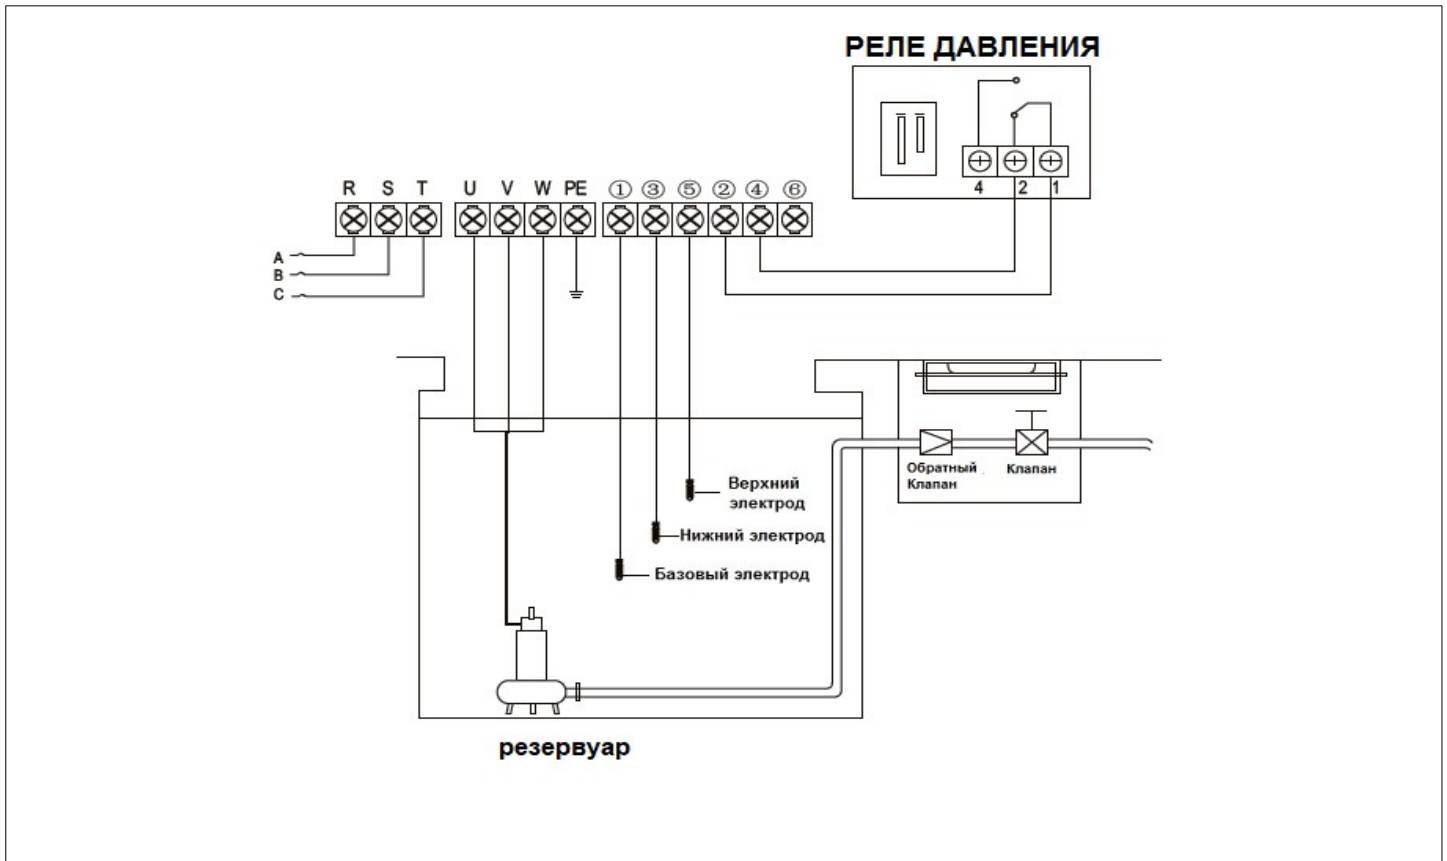 РЕЛЕ ДАВЛЕНИЯ
4 2 1
R S T U V W PE ① ③ ⑤ ② ④ ⑥
A
B
C
Обратный
Клапан
Клапан
Верхний
электрод
Нижний электрод
Базовый электрод
резервуар